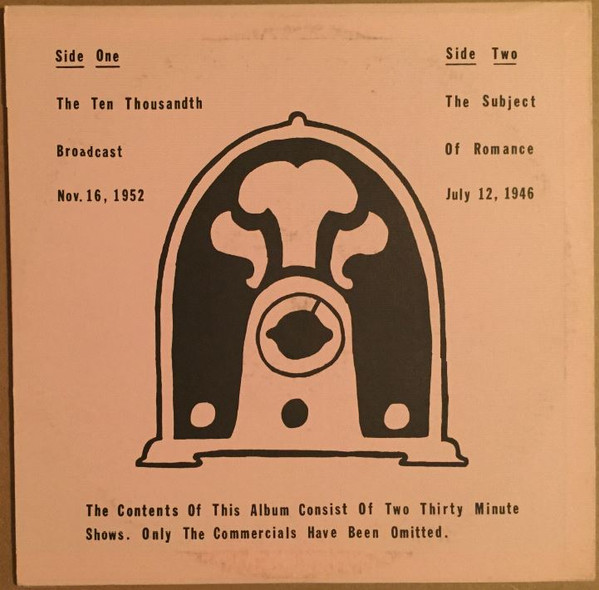 Side One
The Ten Thousandth
Broadcast
Nov. 16, 1952
Side Two
The Subject
Of Romance
July 12, 1946
The Contents Of This Album Consist Of Two Thirty Minute
Shows. Only The Commercials Have Been Omitted.